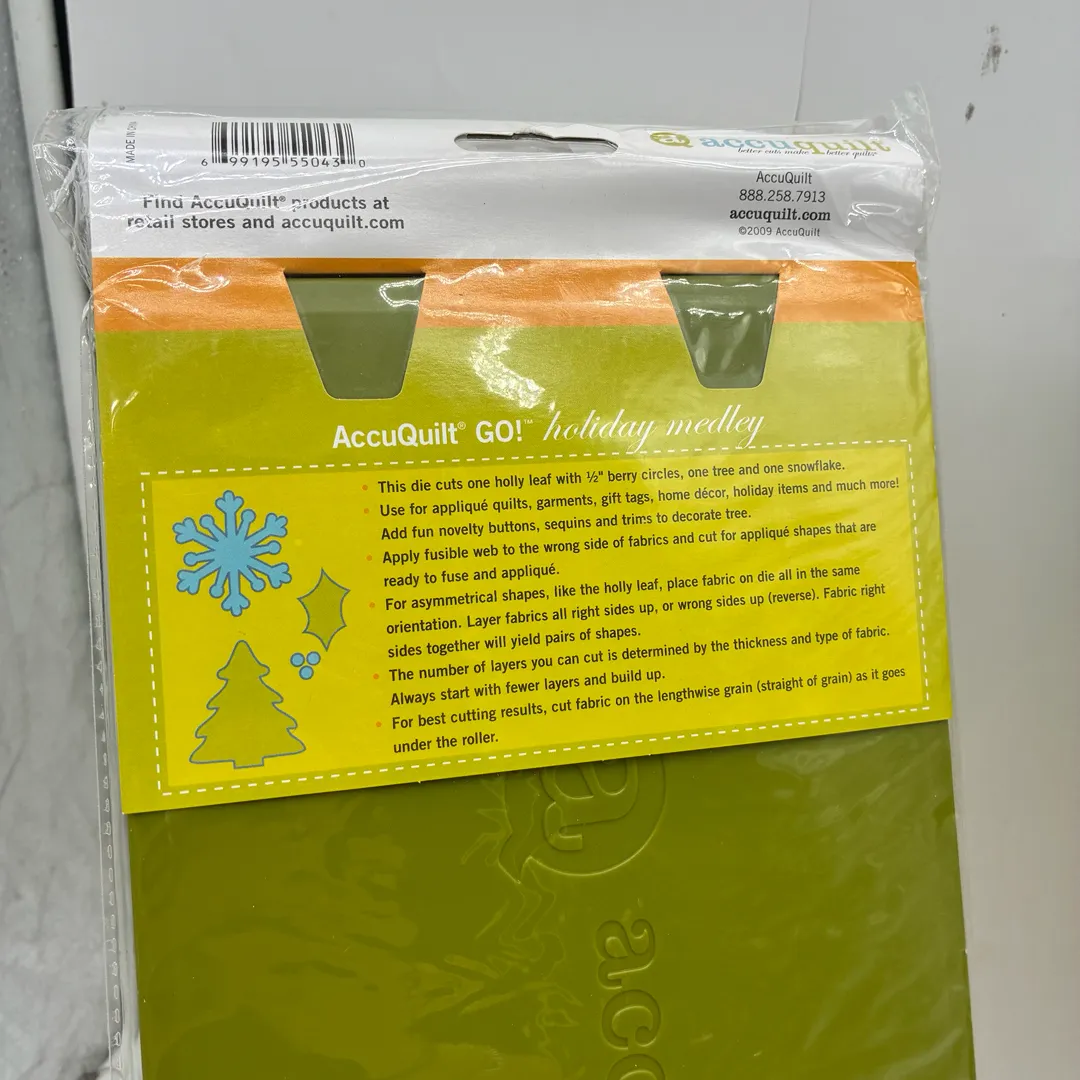 MADE IN CHINA
6 99195 55043 0
Find AccuQuilt® products at
retail stores and accuquilt.com
a accuquilt
better cuts make better quilts
AccuQuilt
888.258.7913
accuquilt.com
©2009 AccuQuilt
AccuQuilt® GO!™ holiday medley
• This die cuts one holly leaf with ½" berry circles, one tree and one snowflake.
• Use for appliqué quilts, garments, gift tags, home décor, holiday items and much more!
Add fun novelty buttons, sequins and trims to decorate tree.
• Apply fusible web to the wrong side of fabrics and cut for appliqué shapes that are
ready to fuse and appliqué.
• For asymmetrical shapes, like the holly leaf, place fabric on die all in the same
orientation. Layer fabrics all right sides up, or wrong sides up (reverse). Fabric right
sides together will yield pairs of shapes.
• The number of layers you can cut is determined by the thickness and type of fabric.
Always start with fewer layers and build up.
• For best cutting results, cut fabric on the lengthwise grain (straight of grain) as it goes
under the roller.
a
acc